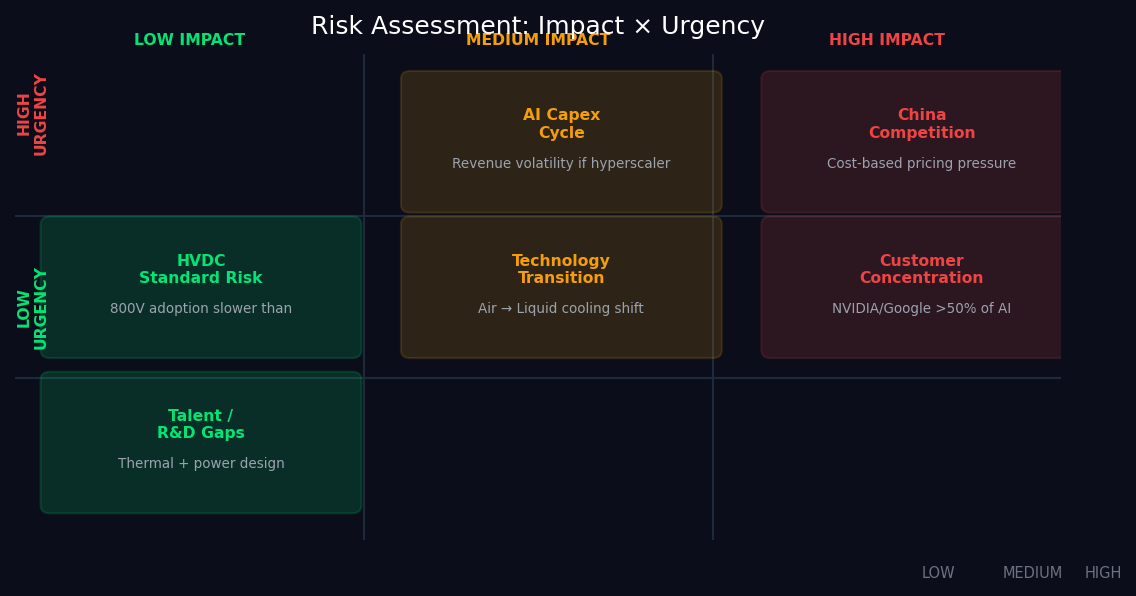 Risk Assessment: Impact × Urgency
LOW IMPACT
MEDIUM IMPACT
HIGH IMPACT
HIGH
URGENCY
AI Capex
Cycle
Revenue volatility if hyperscaler
China
Competition
Cost-based pricing pressure
LOW
URGENCY
HVDC
Standard Risk
800V adoption slower than
Technology
Transition
Air → Liquid cooling shift
Customer
Concentration
NVIDIA/Google >50% of AI
Talent /
R&D Gaps
Thermal + power design
LOW
MEDIUM
HIGH